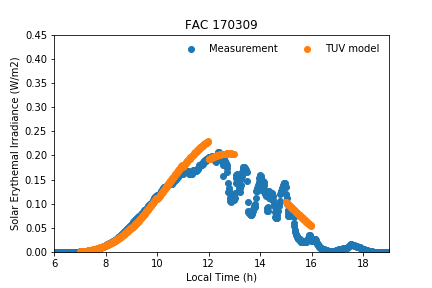 FAC 170309
Measurement
TUV model
Solar Erythemal Irradiance (W/m2)
0.45
0.40
0.35
0.30
0.25
0.20
0.15
0.10
0.05
0.00
6 8 10 12 14 16 18
Local Time (h)